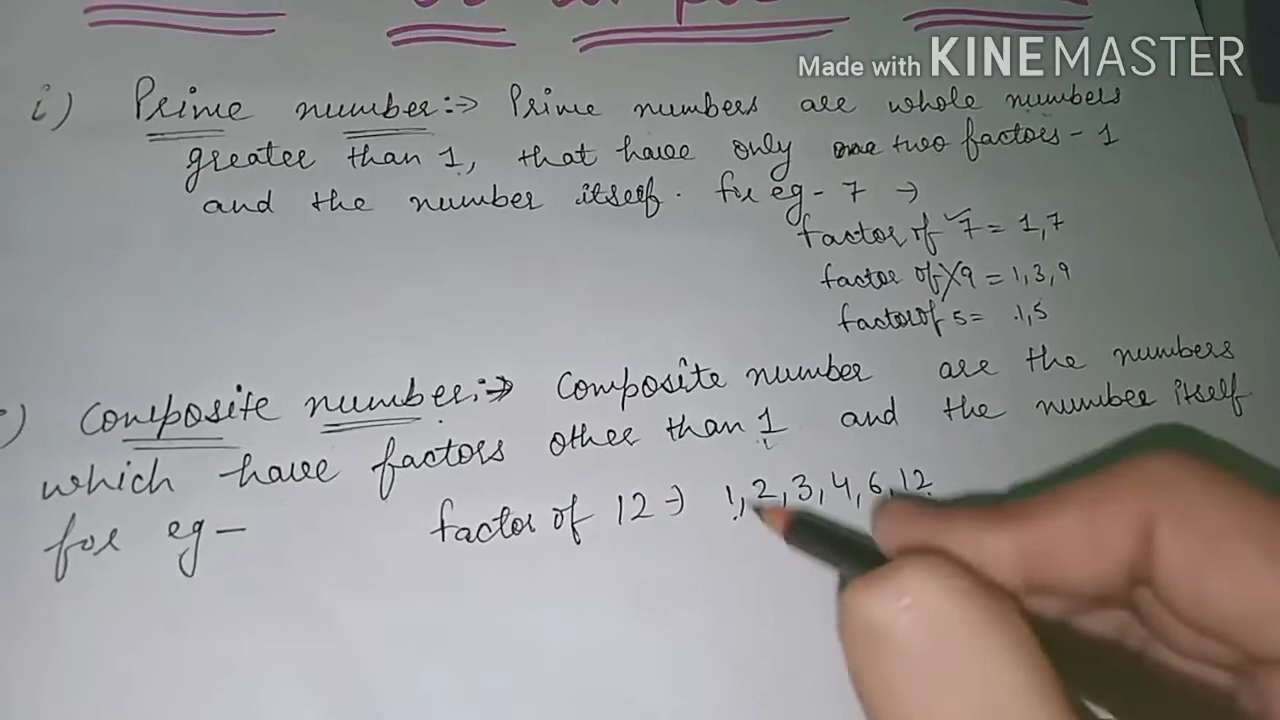 Made with KINEMASTER
i) Prime number:→ Prime numbers are whole numbers
greater than 1, that have only two factors - 1
and the number itself. for eg - 7 →
factor of 7 = 1,7
factor of 9 = 1,3,9
factor of 5 = 1,5
) Composite number:→ Composite number are the numbers
which have factors other than 1 and the number itself
for eg - factor of 12 → 1,2,3,4,6,12